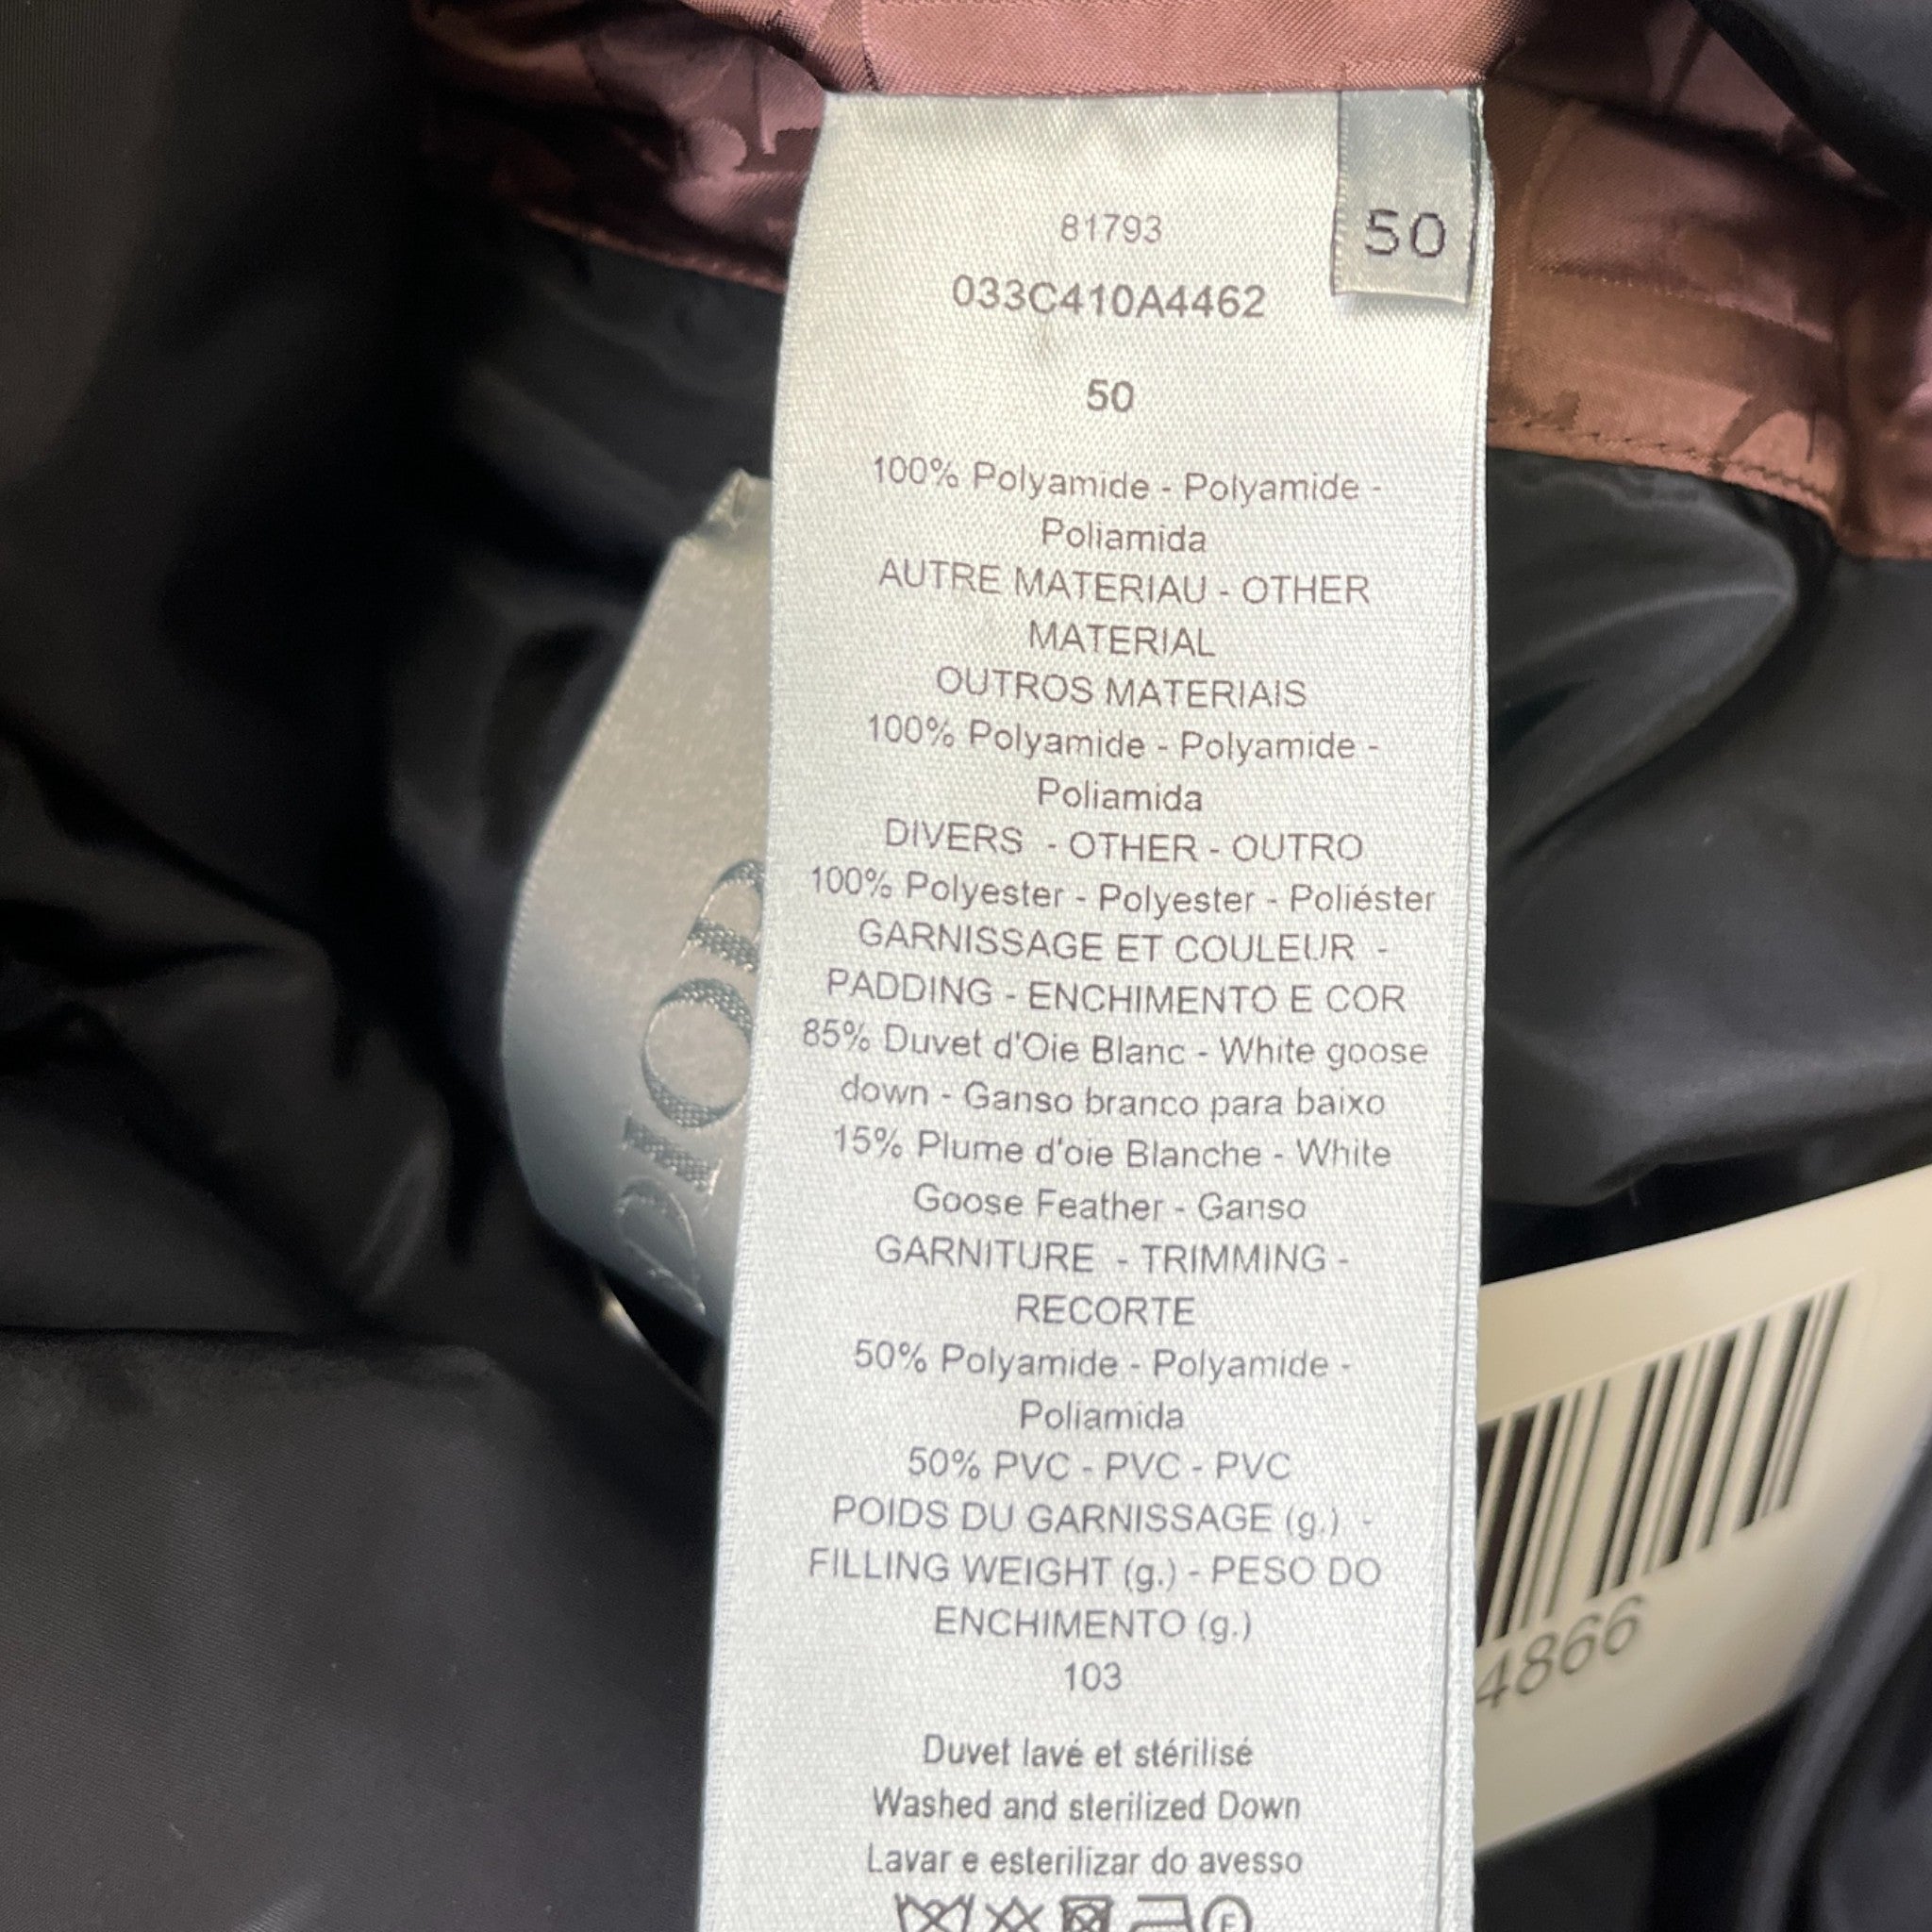 81793
50
033C410A4462
50
100% Polyamide - Polyamide -
Poliamida
AUTRE MATERIAU - OTHER
MATERIAL
OUTROS MATERIAIS
100% Polyamide - Polyamide -
Poliamida
DIVERS - OTHER - OUTRO
100% Polyester - Polyester - Poliéster
GARNISSAGE ET COULEUR -
PADDING - ENCHIMENTO E COR
85% Duvet d'Oie Blanc - White goose
down - Ganso branco para baixo
15% Plume d'oie Blanche - White
Goose Feather - Ganso
GARNITURE - TRIMMING -
RECORTE
50% Polyamide - Polyamide -
Poliamida
50% PVC - PVC - PVC
POIDS DU GARNISSAGE (g.) -
FILLING WEIGHT (g.) - PESO DO
ENCHIMENTO (g.)
103
Duvet lavé et stérilisé
Washed and sterilized Down
Lavar e esterilizar do avesso
F
DIOR
4866